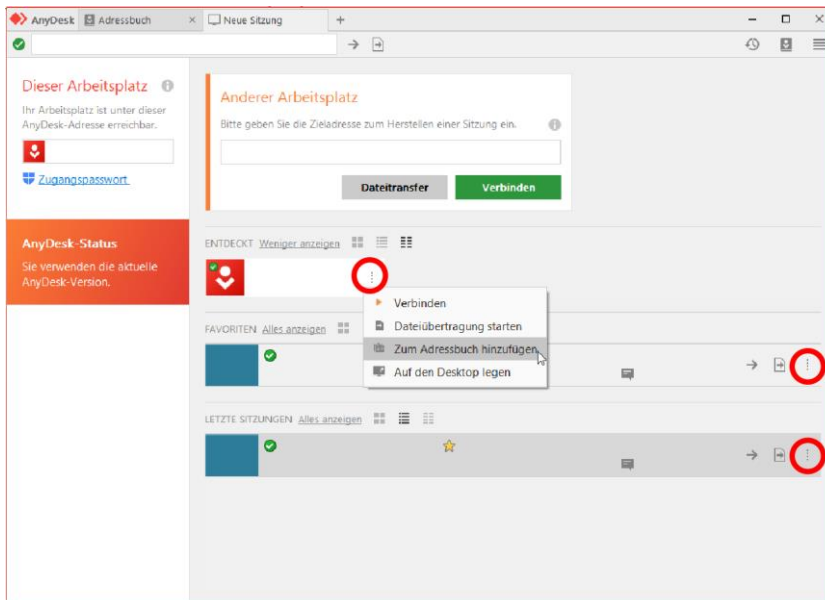 AnyDesk
Adressbuch
Neue Sitzung
Dieser Arbeitsplatz
Ihr Arbeitsplatz ist unter dieser
AnyDesk-Adresse erreichbar.
Zugangspasswort
AnyDesk-Status
Sie verwenden die aktuelle
AnyDesk-Version.
Anderer Arbeitsplatz
Bitte geben Sie die Zieladresse zum Herstellen einer Sitzung ein.
Dateitransfer
Verbinden
ENTDECKT Weniger anzeigen
Verbinden
Dateiübertragung starten
Zum Adressbuch hinzufügen
Auf den Desktop legen
FAVORITEN Alles anzeigen
LETZTE SITZUNGEN Alles anzeigen